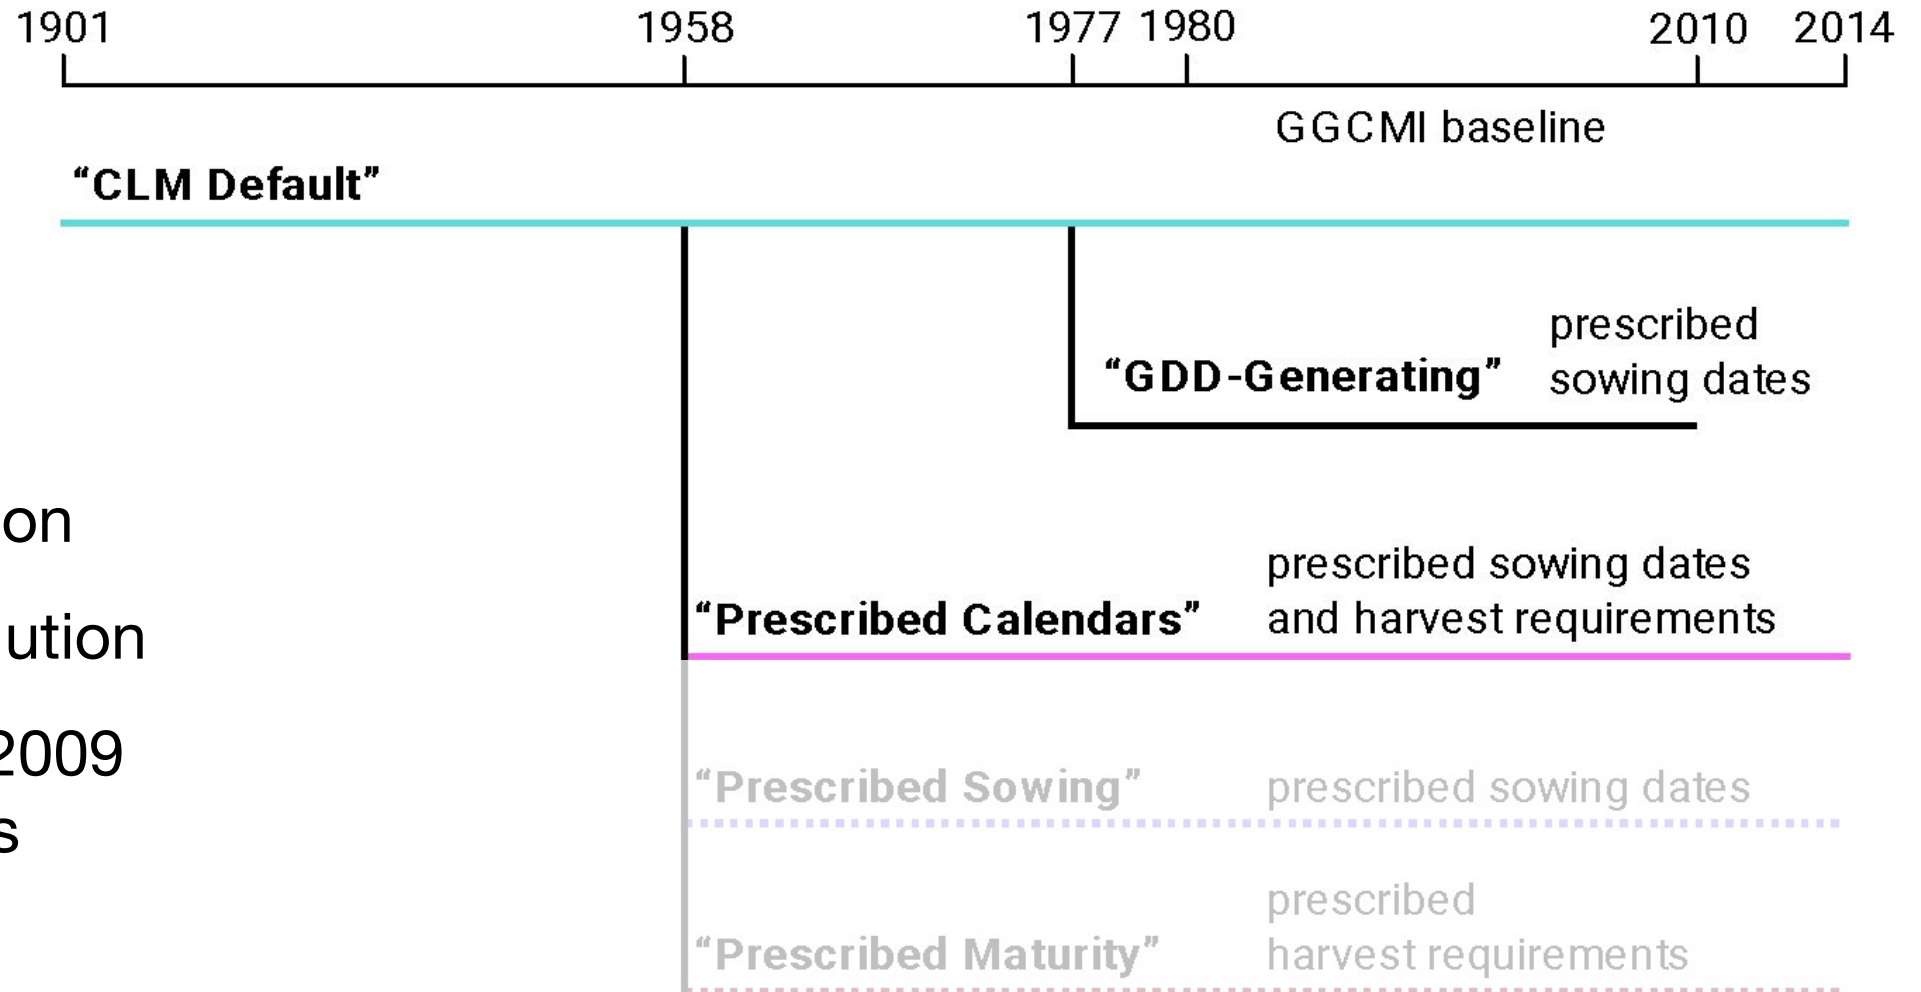 1901 1958 1977 1980 2010 2014
GGCMI baseline
“CLM Default”
prescribed
“GDD-Generating” sowing dates
on
ution
prescribed sowing dates
“Prescribed Calendars” and harvest requirements
2009
s
“Prescribed Sowing” prescribed sowing dates
prescribed
“Prescribed Maturity” harvest requirements